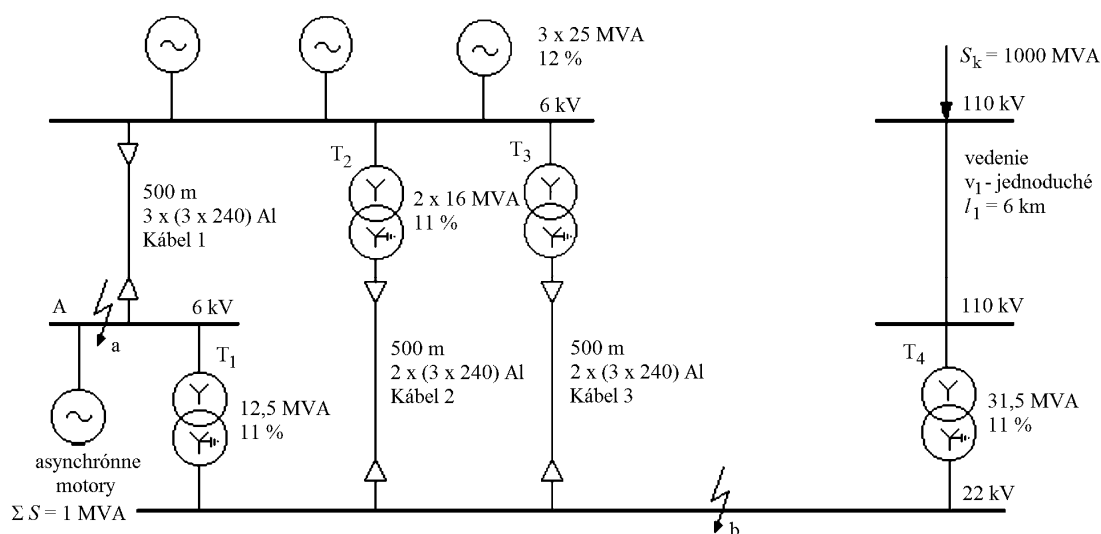 3 x 25 MVA
12 %
6 kV
S_k = 1000 MVA
110 kV
T₂
T₃
500 m
3 x (3 x 240) Al
Kábel 1
2 x 16 MVA
11 %
vedenie
v₁ - jednoduché
l₁ = 6 km
A
6 kV
a
110 kV
T₁
12,5 MVA
11 %
500 m
2 x (3 x 240) Al
Kábel 2
500 m
2 x (3 x 240) Al
Kábel 3
T₄
31,5 MVA
11 %
asynchrónne
motory
Σ S = 1 MVA
22 kV
b